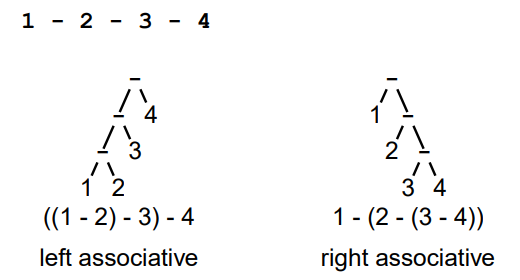 1 - 2 - 3 - 4
-
- 4
- 3
1 2
((1 - 2) - 3) - 4
left associative
-
1 -
2 -
3 4
1 - (2 - (3 - 4))
right associative